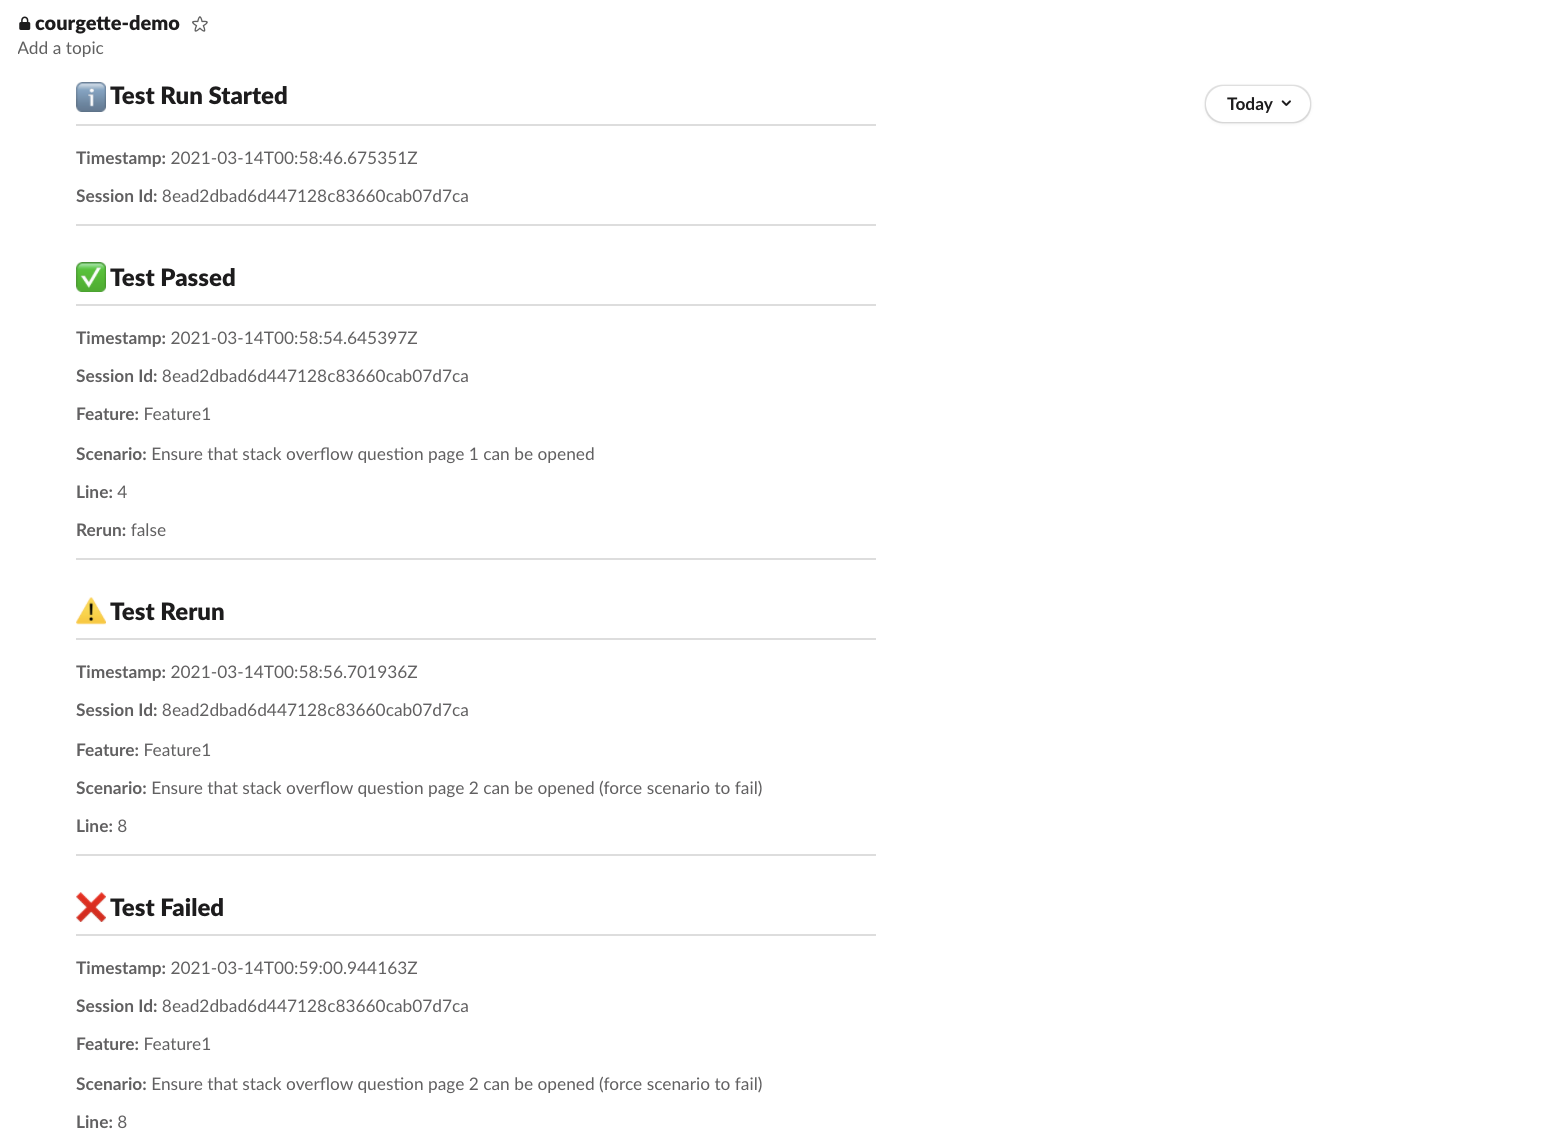 courgette-demo
Add a topic
Test Run Started
Today
Timestamp: 2021-03-14T00:58:46.675351Z
Session Id: 8ead2dbad6d447128c83660cab07d7ca
Test Passed
Timestamp: 2021-03-14T00:58:54.645397Z
Session Id: 8ead2dbad6d447128c83660cab07d7ca
Feature: Feature1
Scenario: Ensure that stack overflow question page 1 can be opened
Line: 4
Rerun: false
Test Rerun
Timestamp: 2021-03-14T00:58:56.701936Z
Session Id: 8ead2dbad6d447128c83660cab07d7ca
Feature: Feature1
Scenario: Ensure that stack overflow question page 2 can be opened (force scenario to fail)
Line: 8
Test Failed
Timestamp: 2021-03-14T00:59:00.944163Z
Session Id: 8ead2dbad6d447128c83660cab07d7ca
Feature: Feature1
Scenario: Ensure that stack overflow question page 2 can be opened (force scenario to fail)
Line: 8